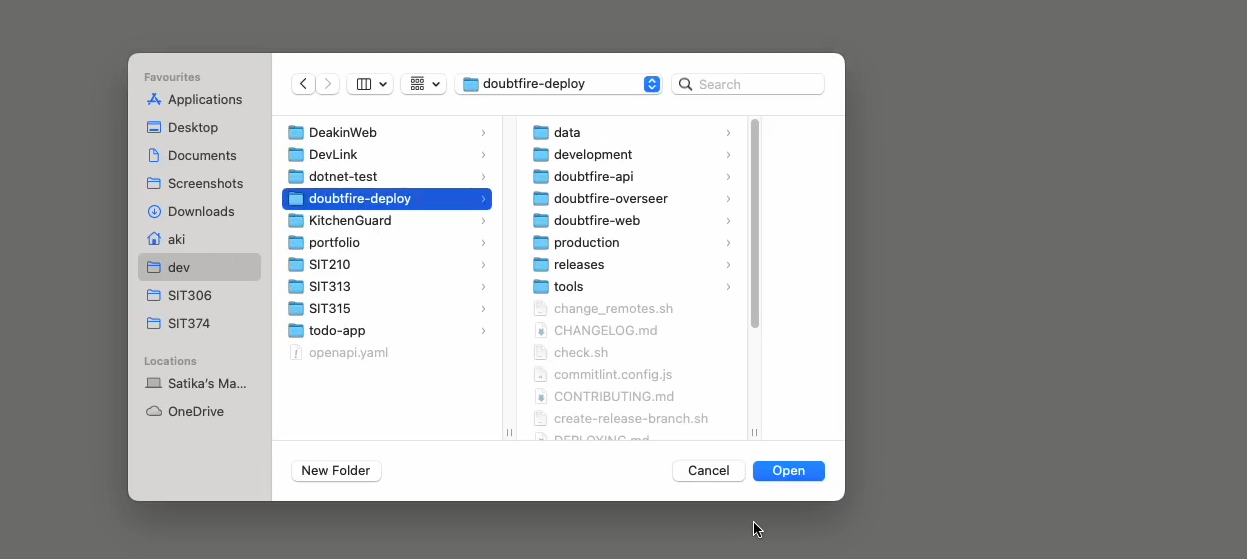 Favourites
Applications
Desktop
Documents
Screenshots
Downloads
aki
dev
SIT306
SIT374
Locations
Satika's Ma...
OneDrive
doubtfire-deploy
Search
DeakinWeb
DevLink
dotnet-test
doubtfire-deploy
KitchenGuard
portfolio
SIT210
SIT313
SIT315
todo-app
openapi.yaml
data
development
doubtfire-api
doubtfire-overseer
doubtfire-web
production
releases
tools
change_remotes.sh
CHANGELOG.md
check.sh
commitlint.config.js
CONTRIBUTING.md
create-release-branch.sh
DEPLOYING.md
New Folder
Cancel
Open